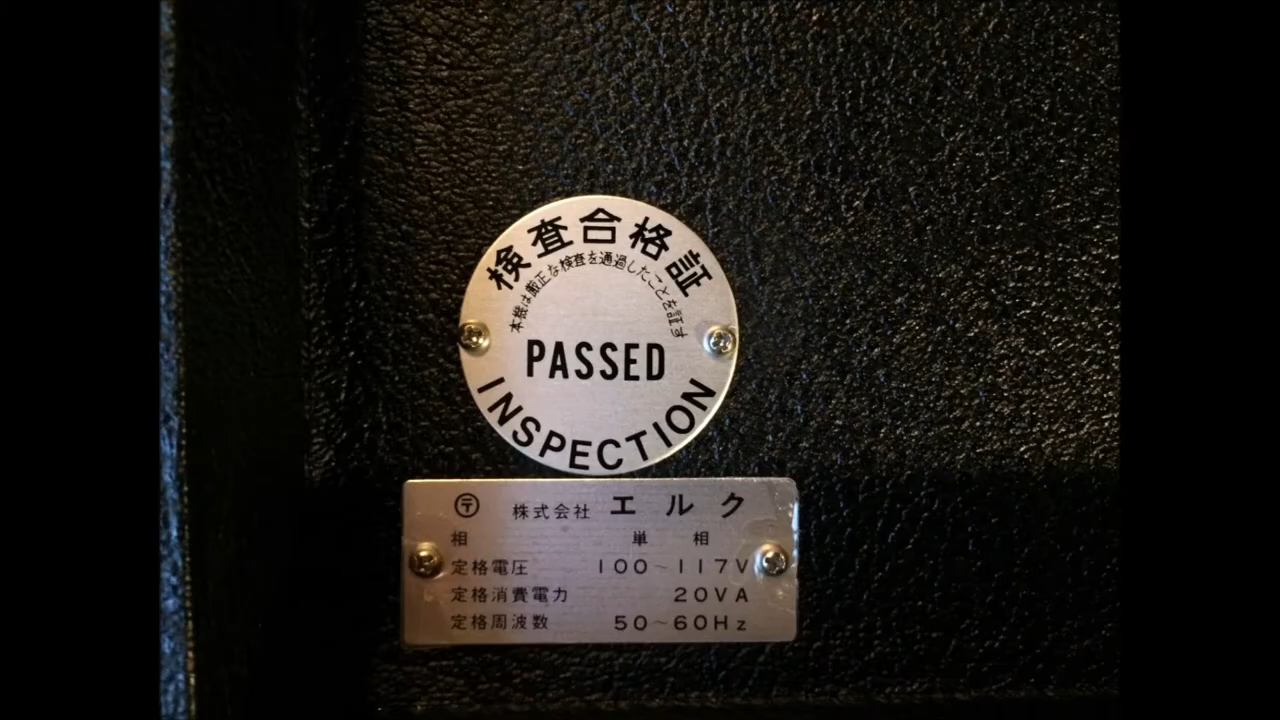 検査合格証
本機は厳正な検査を通過したことを証す
PASSED
INSPECTION
〶 株式会社 エルク
相 単相
定格電圧 100~117V
定格消費電力 20VA
定格周波数 50~60Hz